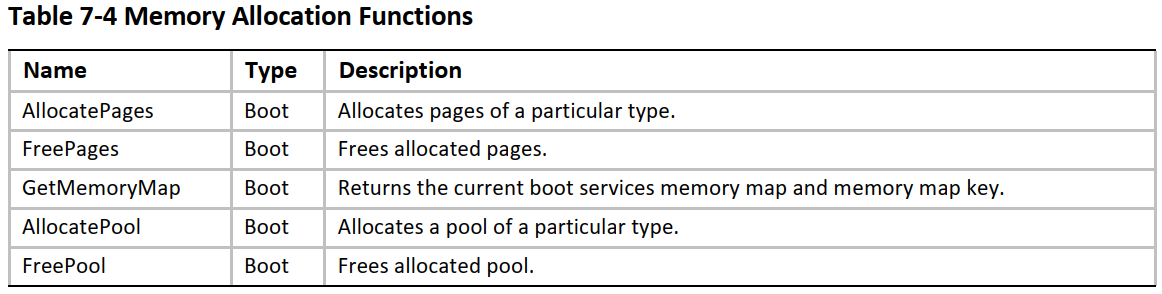 Table 7-4 Memory Allocation Functions
Name Type Description
AllocatePages Boot Allocates pages of a particular type.
FreePages Boot Frees allocated pages.
GetMemoryMap Boot Returns the current boot services memory map and memory map key.
AllocatePool Boot Allocates a pool of a particular type.
FreePool Boot Frees allocated pool.